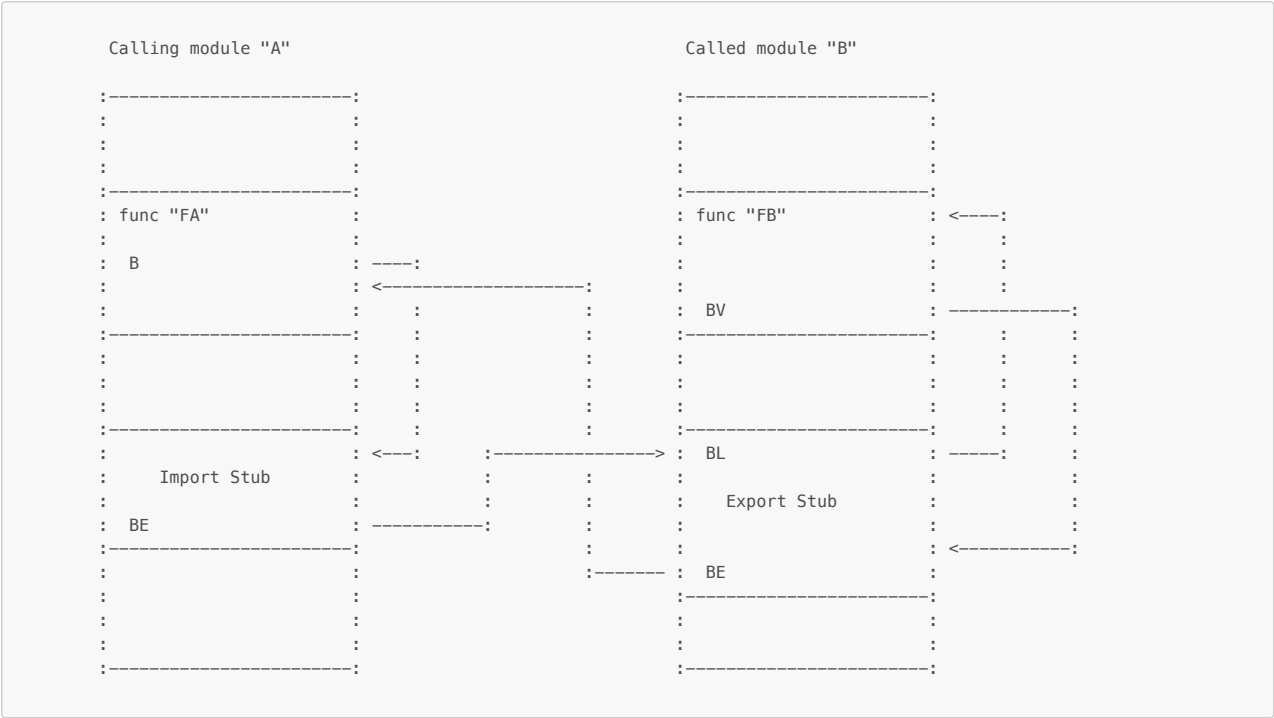 Calling module "A" Called module "B"
func "FA" func "FB" <----:
B ----:
<--------------------:
BV ------------:
<---: :----------------> : BL -----:
Import Stub
Export Stub
BE -----------:
<-----------:
:------- : BE